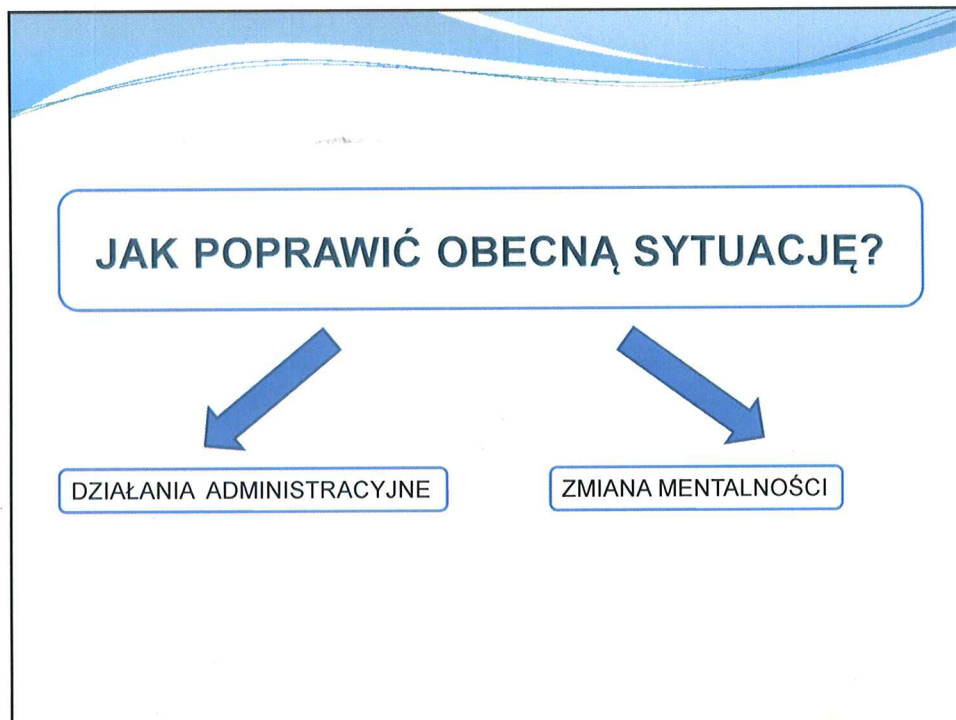 JAK POPRAWIĆ OBECNĄ SYTUACJĘ?
DZIAŁANIA ADMINISTRACYJNE
ZMIANA MENTALNOŚCI